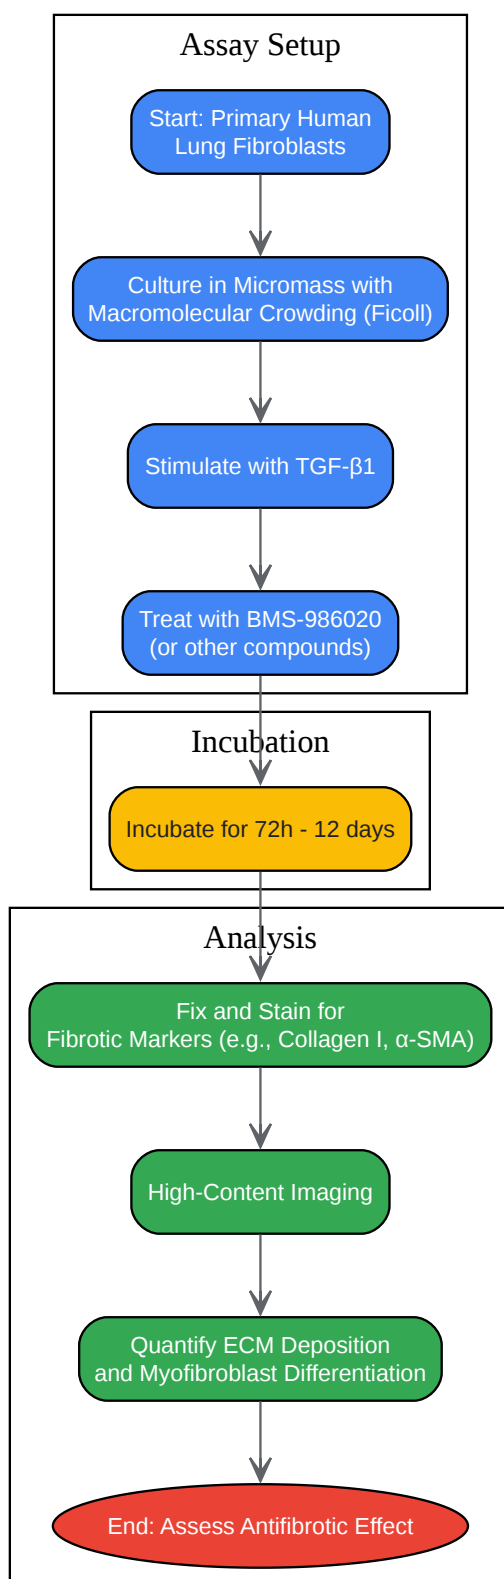 Assay Setup
Start: Primary Human
Lung Fibroblasts
Culture in Micromass with
Macromolecular Crowding (Ficoll)
Stimulate with TGF-β1
Treat with BMS-986020
(or other compounds)
Incubation
Incubate for 72h - 12 days
Analysis
Fix and Stain for
Fibrotic Markers (e.g., Collagen I, α-SMA)
High-Content Imaging
Quantify ECM Deposition
and Myofibroblast Differentiation
End: Assess Antifibrotic Effect